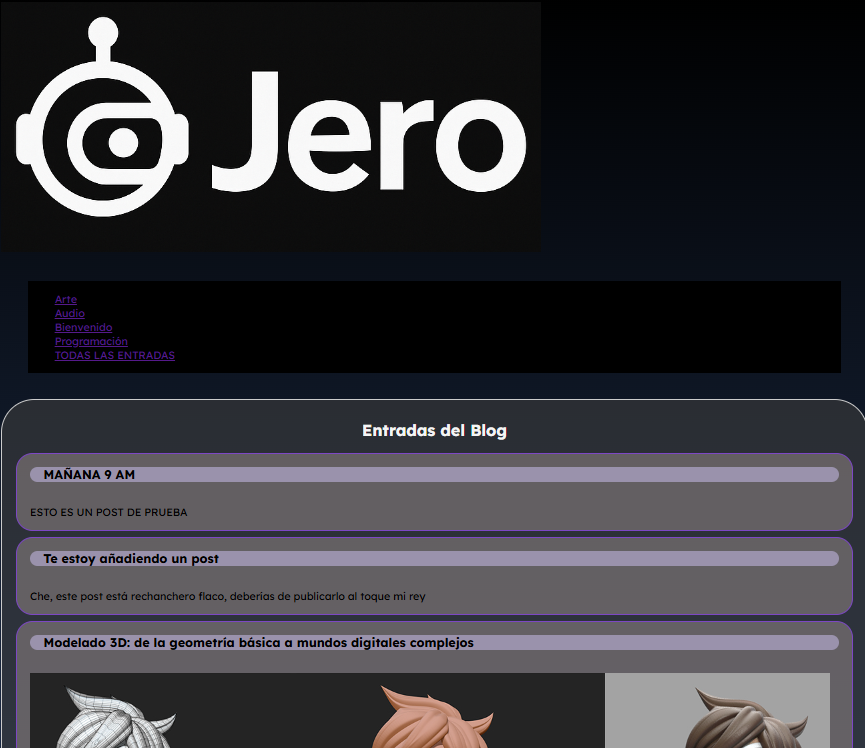 Jero
Arte
Audio
Bienvenido
Programación
TODAS LAS ENTRADAS
Entradas del Blog
MAÑANA 9 AM
ESTO ES UN POST DE PRUEBA
Te estoy añadiendo un post
Che, este post está rechanchero flaco, deberias de publicarlo al toque mi rey
Modelado 3D: de la geometría básica a mundos digitales complejos